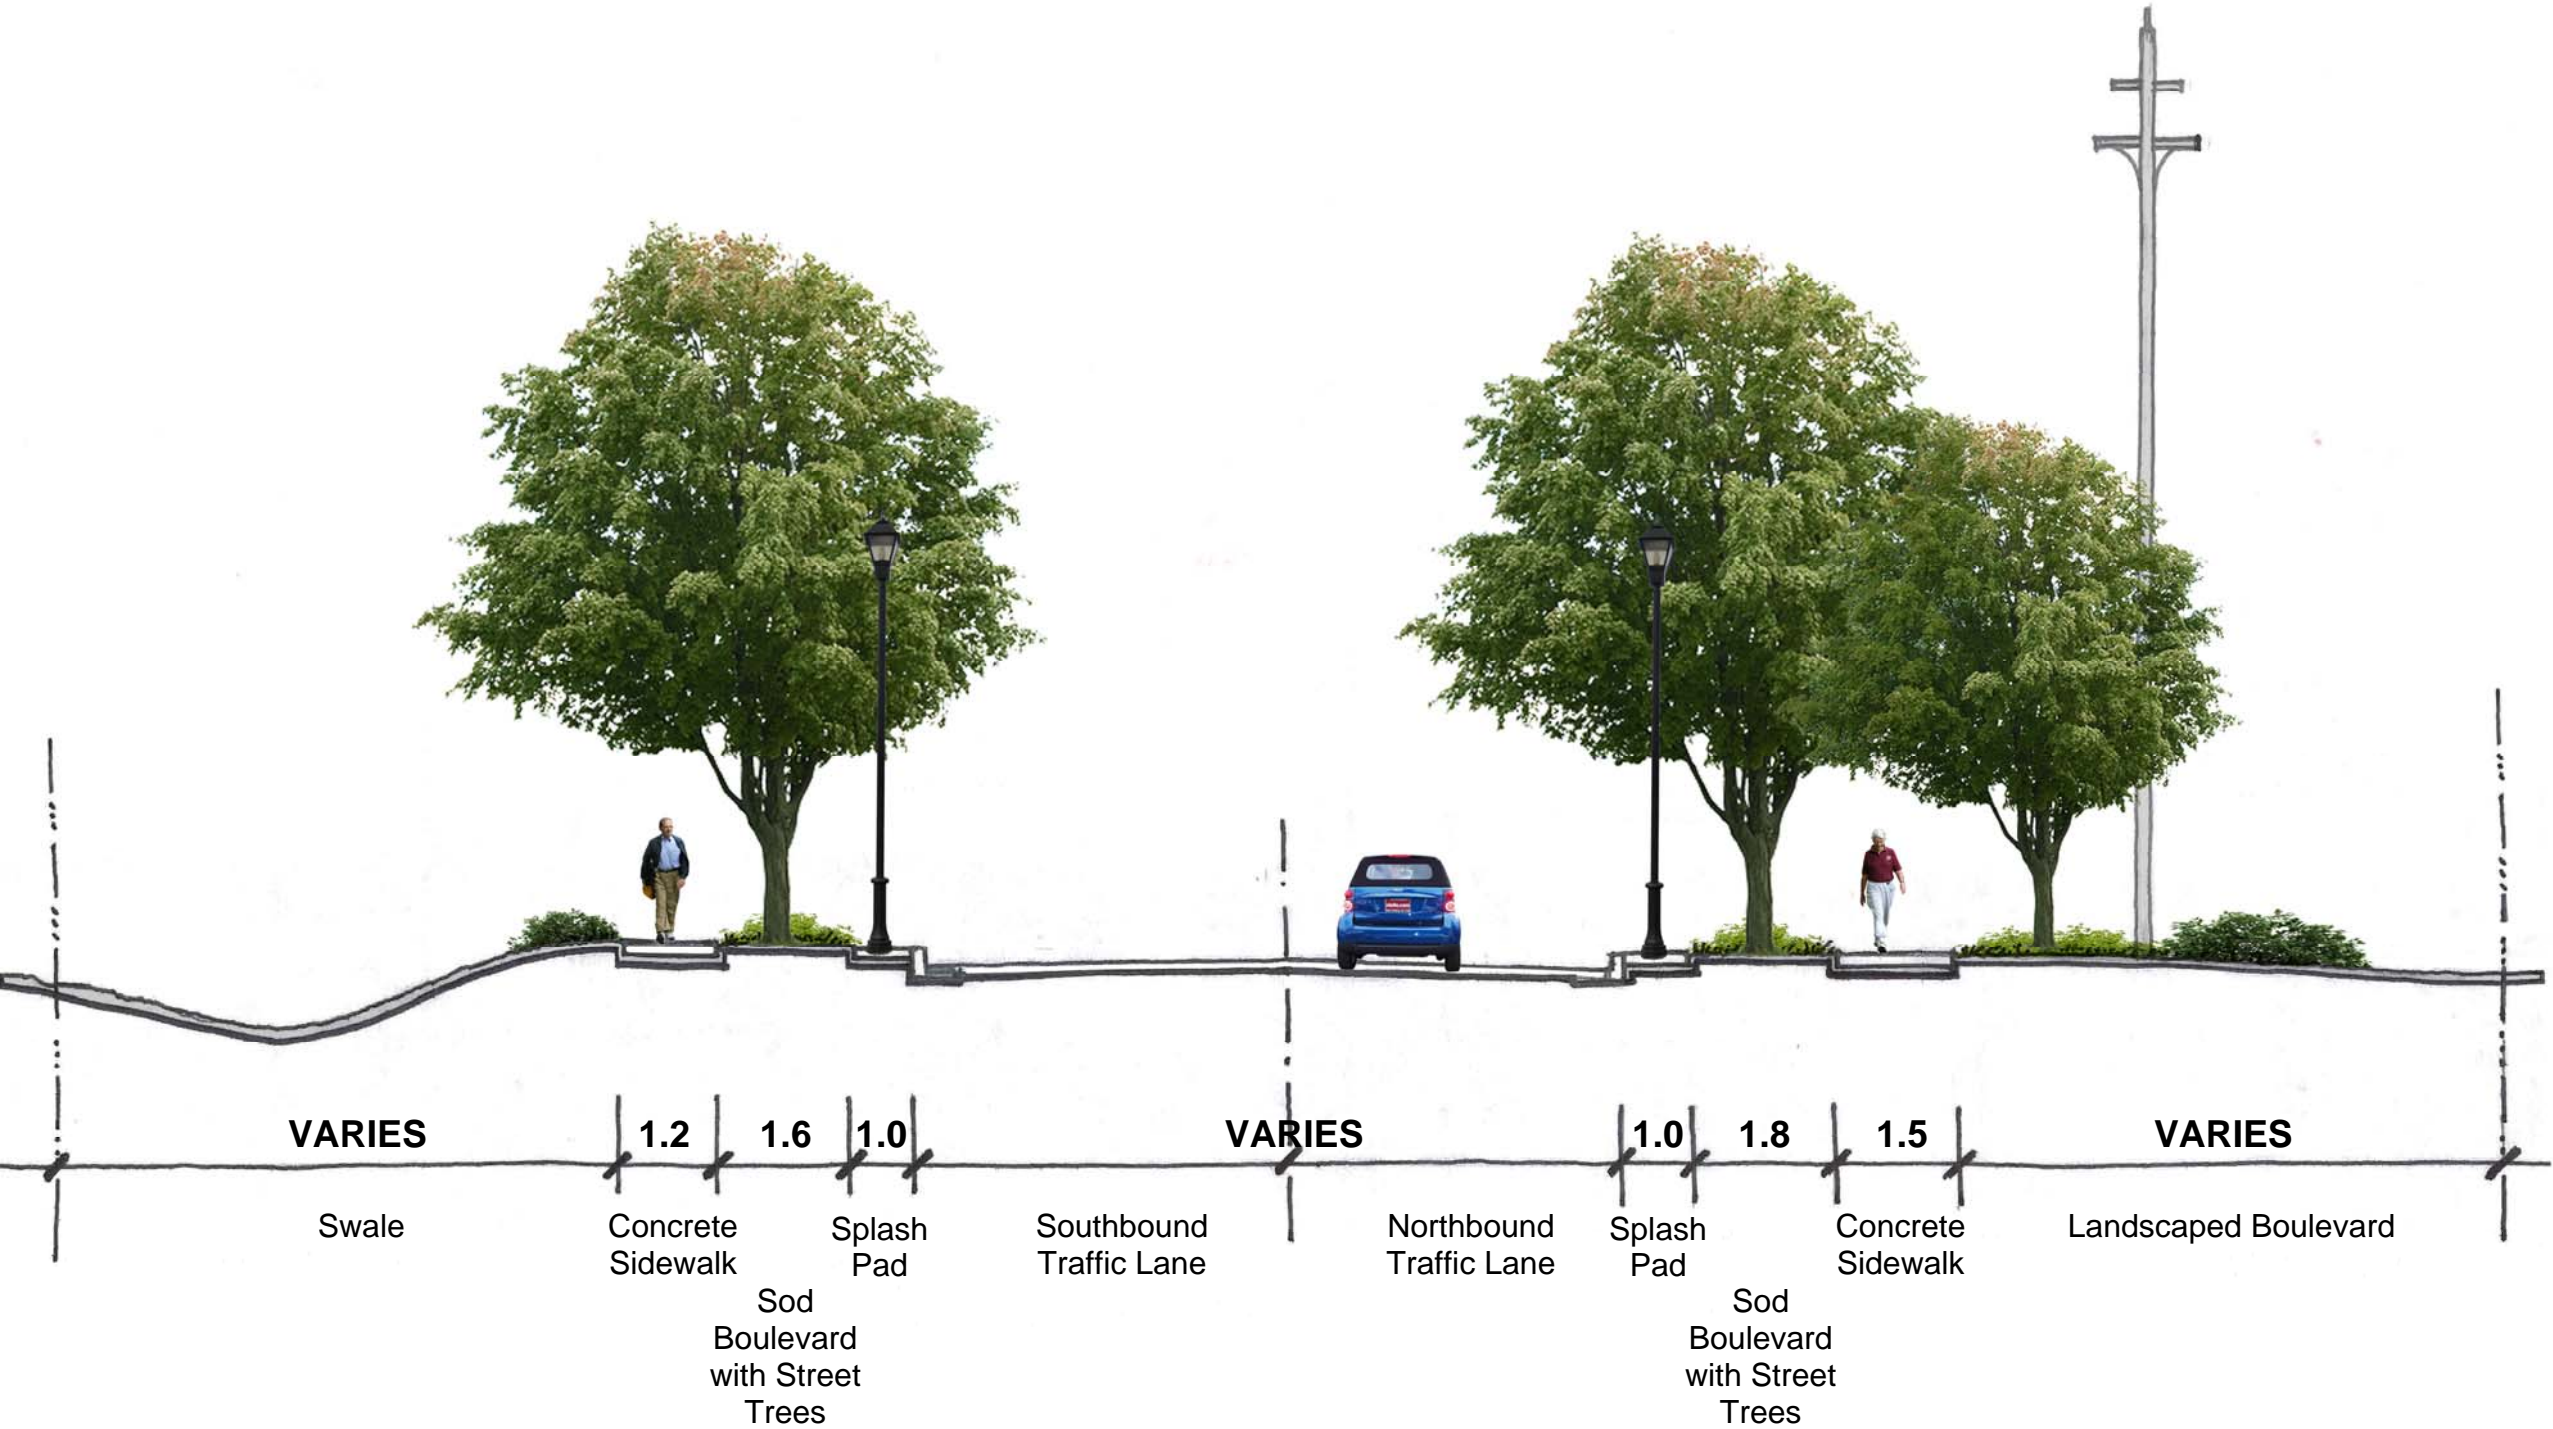 VARIES
1.2
1.6
1.0
VARIES
1.0
1.8
1.5
VARIES
Swale
Concrete
Sidewalk
Sod
Boulevard
with Street
Trees
Splash
Pad
Southbound
Traffic Lane
Northbound
Traffic Lane
Splash
Pad
Sod
Boulevard
with Street
Trees
Concrete
Sidewalk
Landscaped Boulevard